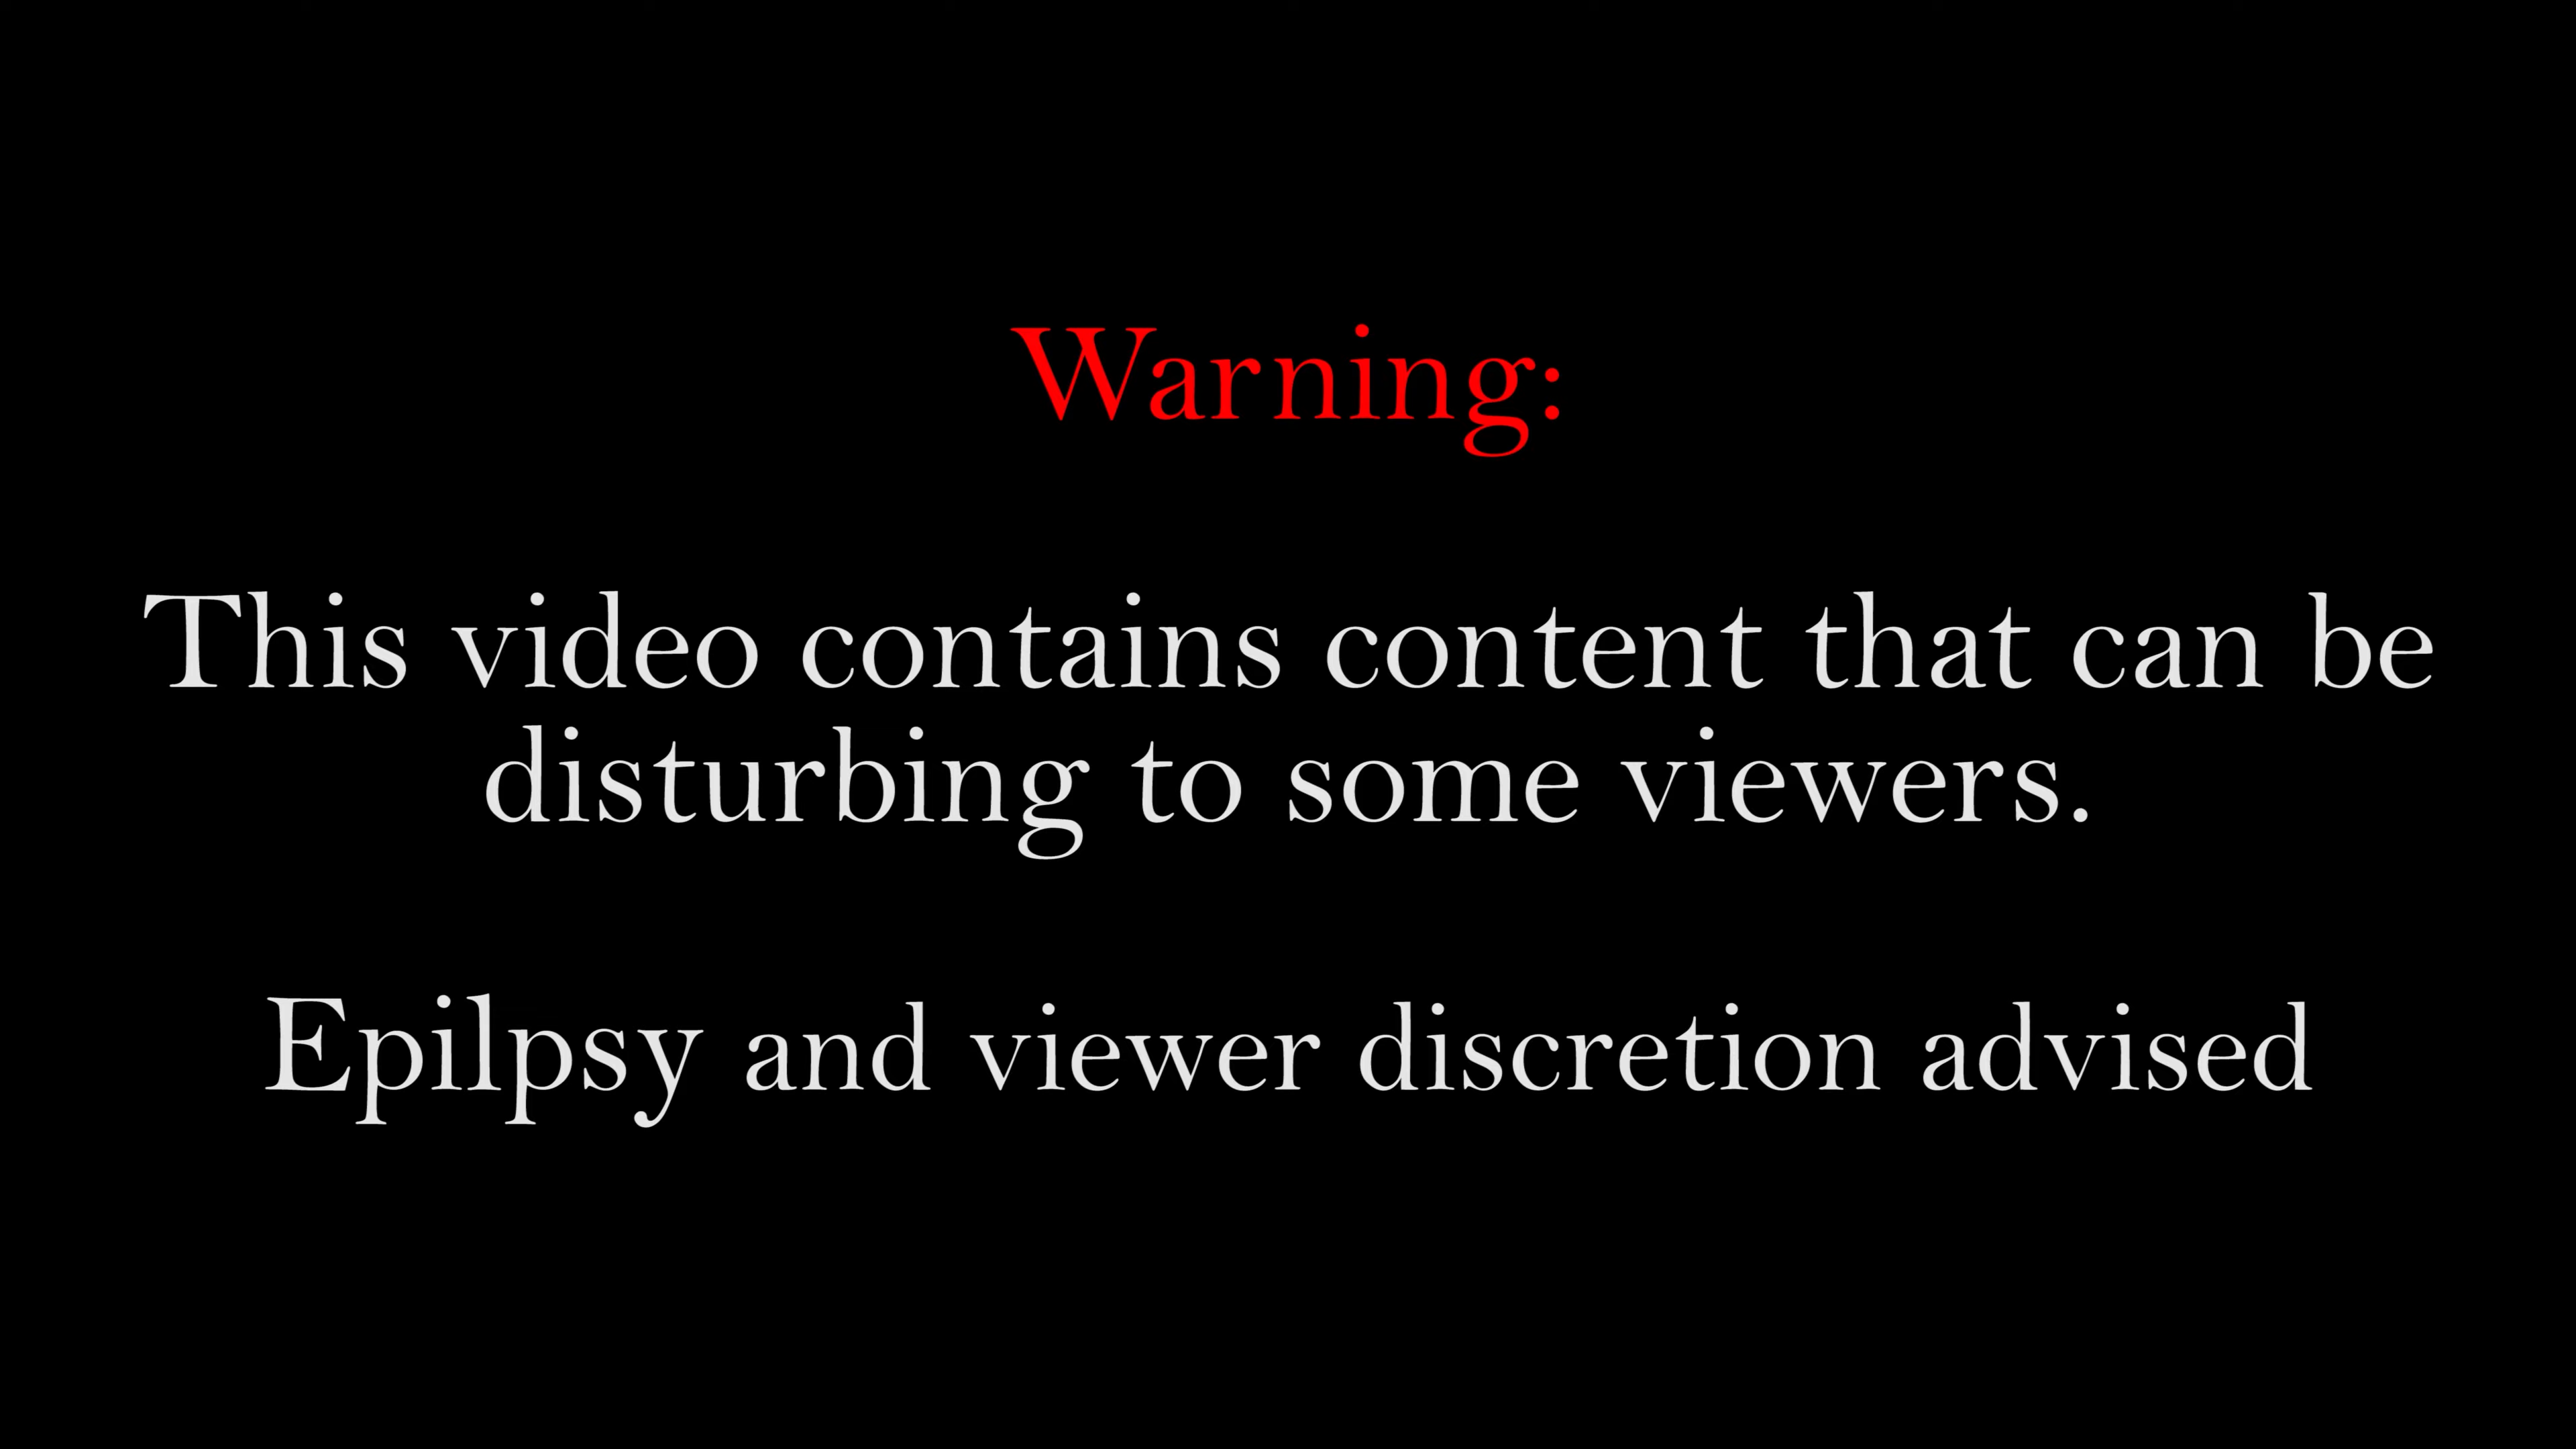 Warning:
This video contains content that can be
disturbing to some viewers.
Epilpsy and viewer discretion advised